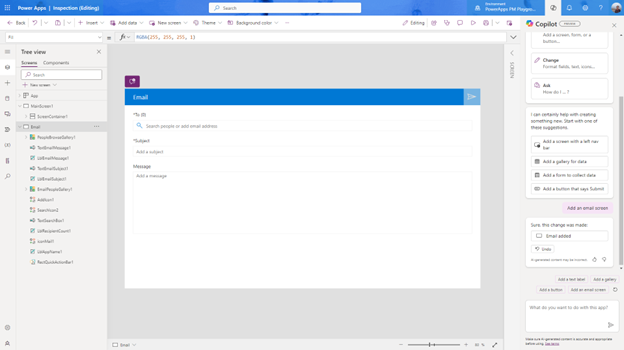 Power Apps | Inspection (Editing)
Search
Environment
PowerApps PM Playgro...
Back
Insert
Add data
New screen
Theme
Background color
Editing
Fill
fx
RGBA(255, 255, 255, 1)
Tree view
Screens
Components
Search
New screen
App
MainScreen1
ScreenContainer1
Email
PeopleBrowseGallery1
TextEmailMessage1
LblEmailMessage1
TextEmailSubject1
LblEmailSubject1
EmailPeopleGallery1
AddIcon1
SearchIcon2
TextSearchBox1
LblRecipientCount1
IconMail1
LblAppName1
RectQuickActionBar1
Email
*To (0)
Search people or add email address
*Subject
Add a subject
Message
Add a message
Email
81 %
SCREEN
Copilot
Preview
Add a screen, form, or a
button...
Change
Format fields, text, icons...
Ask
How do I ... ?
I can certainly help with creating
something new. Start with one of
these suggestions.
Add a screen with a left nav
bar
Add a gallery for data
Add a form to collect data
Add a button that says Submit
Add an email screen
Sure, this change was made:
Email added
Undo
AI-generated content may be incorrect
Add a text label
Add a gallery
Add a button
Add an email screen
What do you want to do with this app?
Make sure AI-generated content is accurate and
appropriate before using. See terms